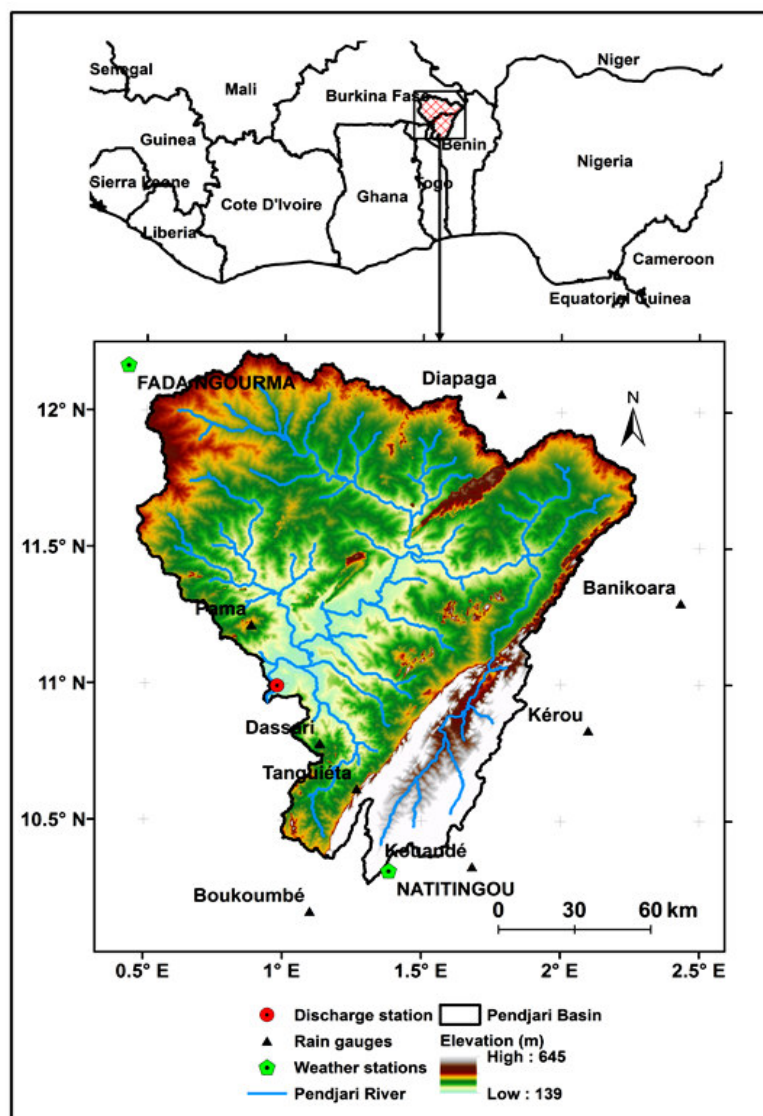 Senegal
Mali
Niger
Burkina Faso
Guinea
Benin
Nigeria
Sierra Leone
Togo
Cote D'Ivoire
Ghana
Liberia
Cameroon
Equatorial Guinea
FADA NGOURMA
Diapaga
N
12° N
11.5° N
Banikoara
Pama
11° N
Kérou
Dassari
Tanguiéta
10.5° N
Kouandé
NATITINGOU
Boukoumbé
0 30 60 km
0.5° E 1° E 1.5° E 2° E 2.5° E
Discharge station Pendjari Basin
Rain gauges Elevation (m)
Weather stations High : 645
Pendjari River Low : 139